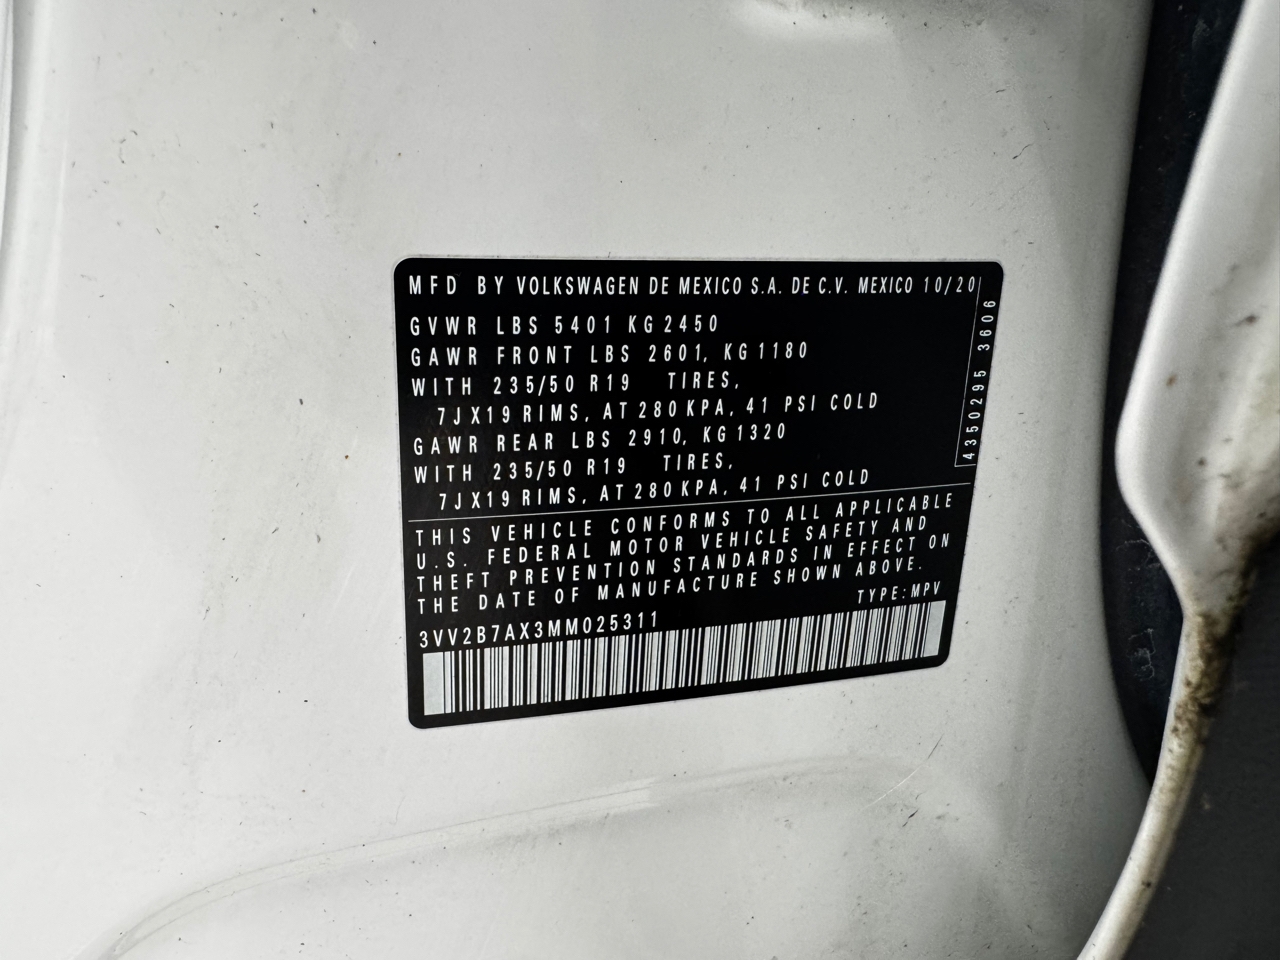 MFD BY VOLKSWAGEN DE MEXICO S.A. DE C.V. MEXICO 10/20
GVWR LBS 5401 KG 2450
GAWR FRONT LBS 2601, KG 1180
WITH 235/50 R19 TIRES,
7JX19 RIMS, AT 280 KPA, 41 PSI COLD
GAWR REAR LBS 2910, KG 1320
WITH 235/50 R19 TIRES,
7JX19 RIMS, AT 280 KPA, 41 PSI COLD
4350295 3606
THIS VEHICLE CONFORMS TO ALL APPLICABLE
U.S. FEDERAL MOTOR VEHICLE SAFETY AND
THEFT PREVENTION STANDARDS IN EFFECT ON
THE DATE OF MANUFACTURE SHOWN ABOVE.
TYPE:MPV
3VV2B7AX3MM025311